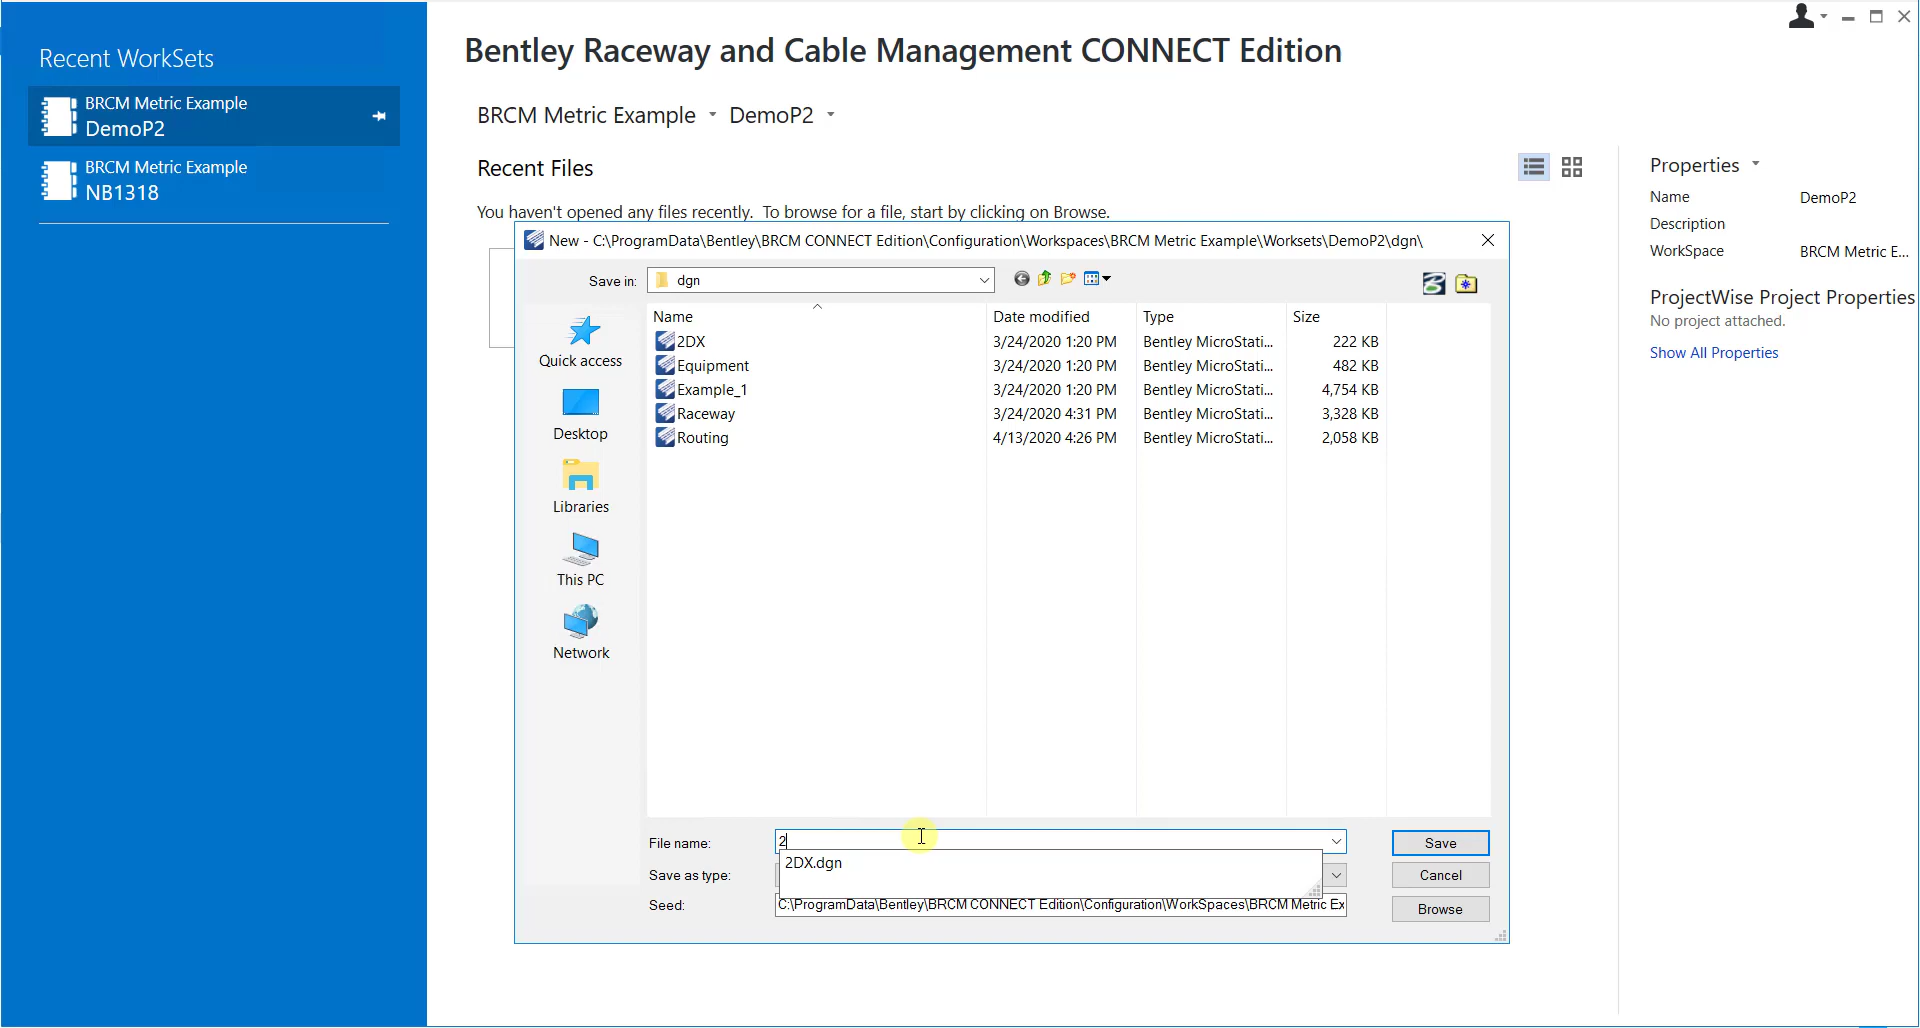 Recent WorkSets
BRCM Metric Example
DemoP2
BRCM Metric Example
NB1318
Bentley Raceway and Cable Management CONNECT Edition
BRCM Metric Example DemoP2
Recent Files
You haven't opened any files recently. To browse for a file, start by clicking on Browse.
Properties
Name DemoP2
Description
WorkSpace BRCM Metric E...
ProjectWise Project Properties
No project attached.
Show All Properties
New - C:\ProgramData\Bentley\BRCM CONNECT Edition\Configuration\Workspaces\BRCM Metric Example\Worksets\DemoP2\dgn\
Save in: dgn
Quick access
Desktop
Libraries
This PC
Network
Name Date modified Type Size
2DX 3/24/2020 1:20 PM Bentley MicroStati... 222 KB
Equipment 3/24/2020 1:20 PM Bentley MicroStati... 482 KB
Example_1 3/24/2020 1:20 PM Bentley MicroStati... 4,754 KB
Raceway 3/24/2020 4:31 PM Bentley MicroStati... 3,328 KB
Routing 4/13/2020 4:26 PM Bentley MicroStati... 2,058 KB
File name: 2 Save
2DX.dgn
Save as type: Cancel
Seed: C:\ProgramData\Bentley\BRCM CONNECT Edition\Configuration\WorkSpaces\BRCM Metric Ex Browse